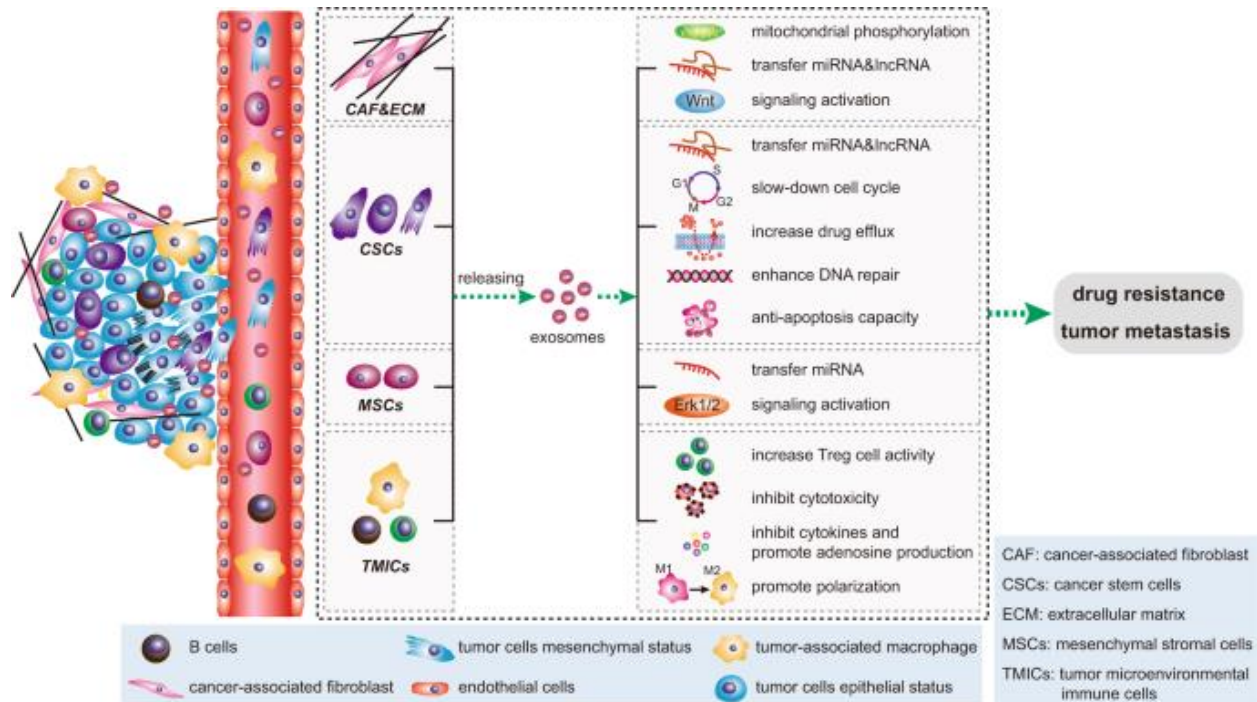 CAF&ECM
CSCs
MSCs
TMICs
releasing
exosomes
mitochondrial phosphorylation
transfer miRNA&lncRNA
Wnt
signaling activation
transfer miRNA&lncRNA
S
G1
G2
M
slow-down cell cycle
increase drug efflux
enhance DNA repair
anti-apoptosis capacity
transfer miRNA
Erk1/2
signaling activation
increase Treg cell activity
inhibit cytotoxicity
inhibit cytokines and
promote adenosine production
M1
M2
promote polarization
drug resistance
tumor metastasis
B cells
tumor cells mesenchymal status
tumor-associated macrophage
cancer-associated fibroblast
endothelial cells
tumor cells epithelial status
CAF: cancer-associated fibroblast
CSCs: cancer stem cells
ECM: extracellular matrix
MSCs: mesenchymal stromal cells
TMICs: tumor microenvironmental
immune cells